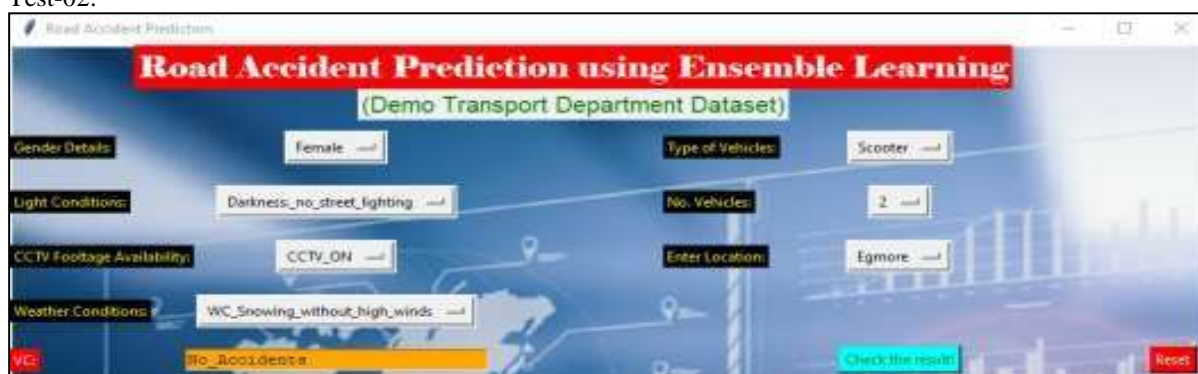 Test-02.
Road Accident Prediction
Road Accident Prediction using Ensemble Learning
(Demo Transport Department Dataset)
Gender Details: Female Type of Vehicles: Scooter
Light Conditions: Darkness:_no_street_lighting No. Vehicles: 2
CCTV Footage Availability: CCTV_ON Enter Location: Egmore
Weather Conditions: WC_Snowing_without_high_winds
VC: No_Accidents Check the result! Reset